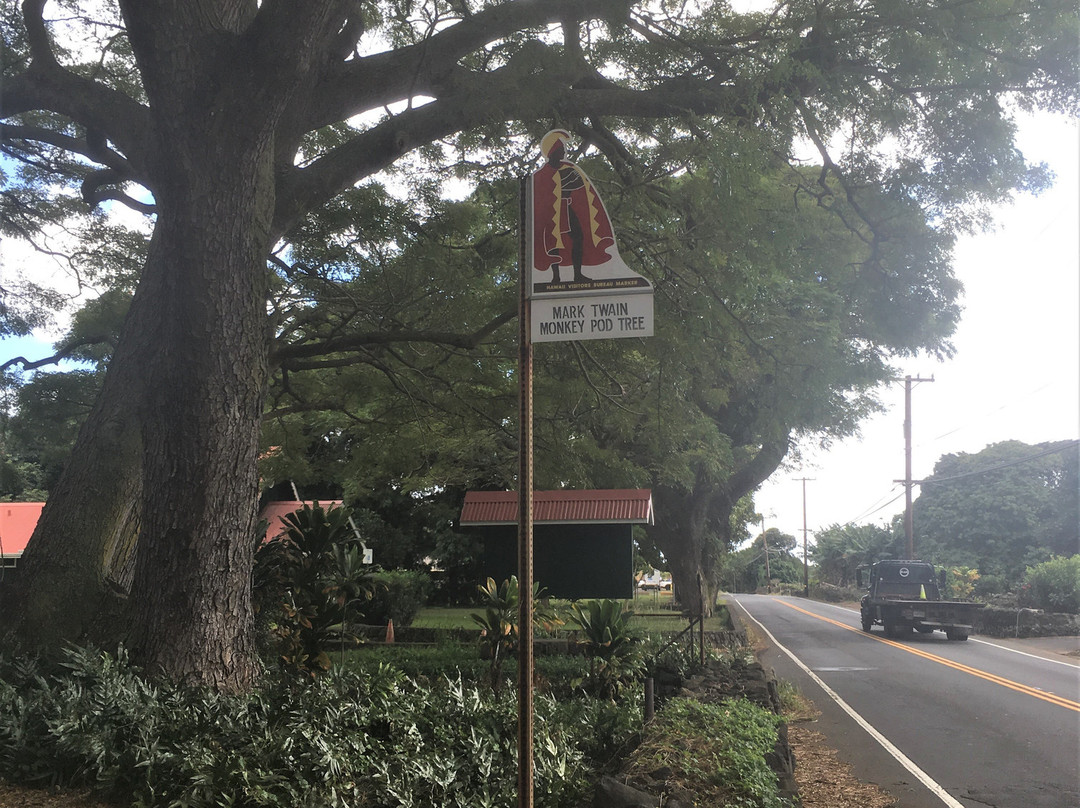 HAWAII VISITORS BUREAU MARKER
MARK TWAIN
MONKEY POD TREE